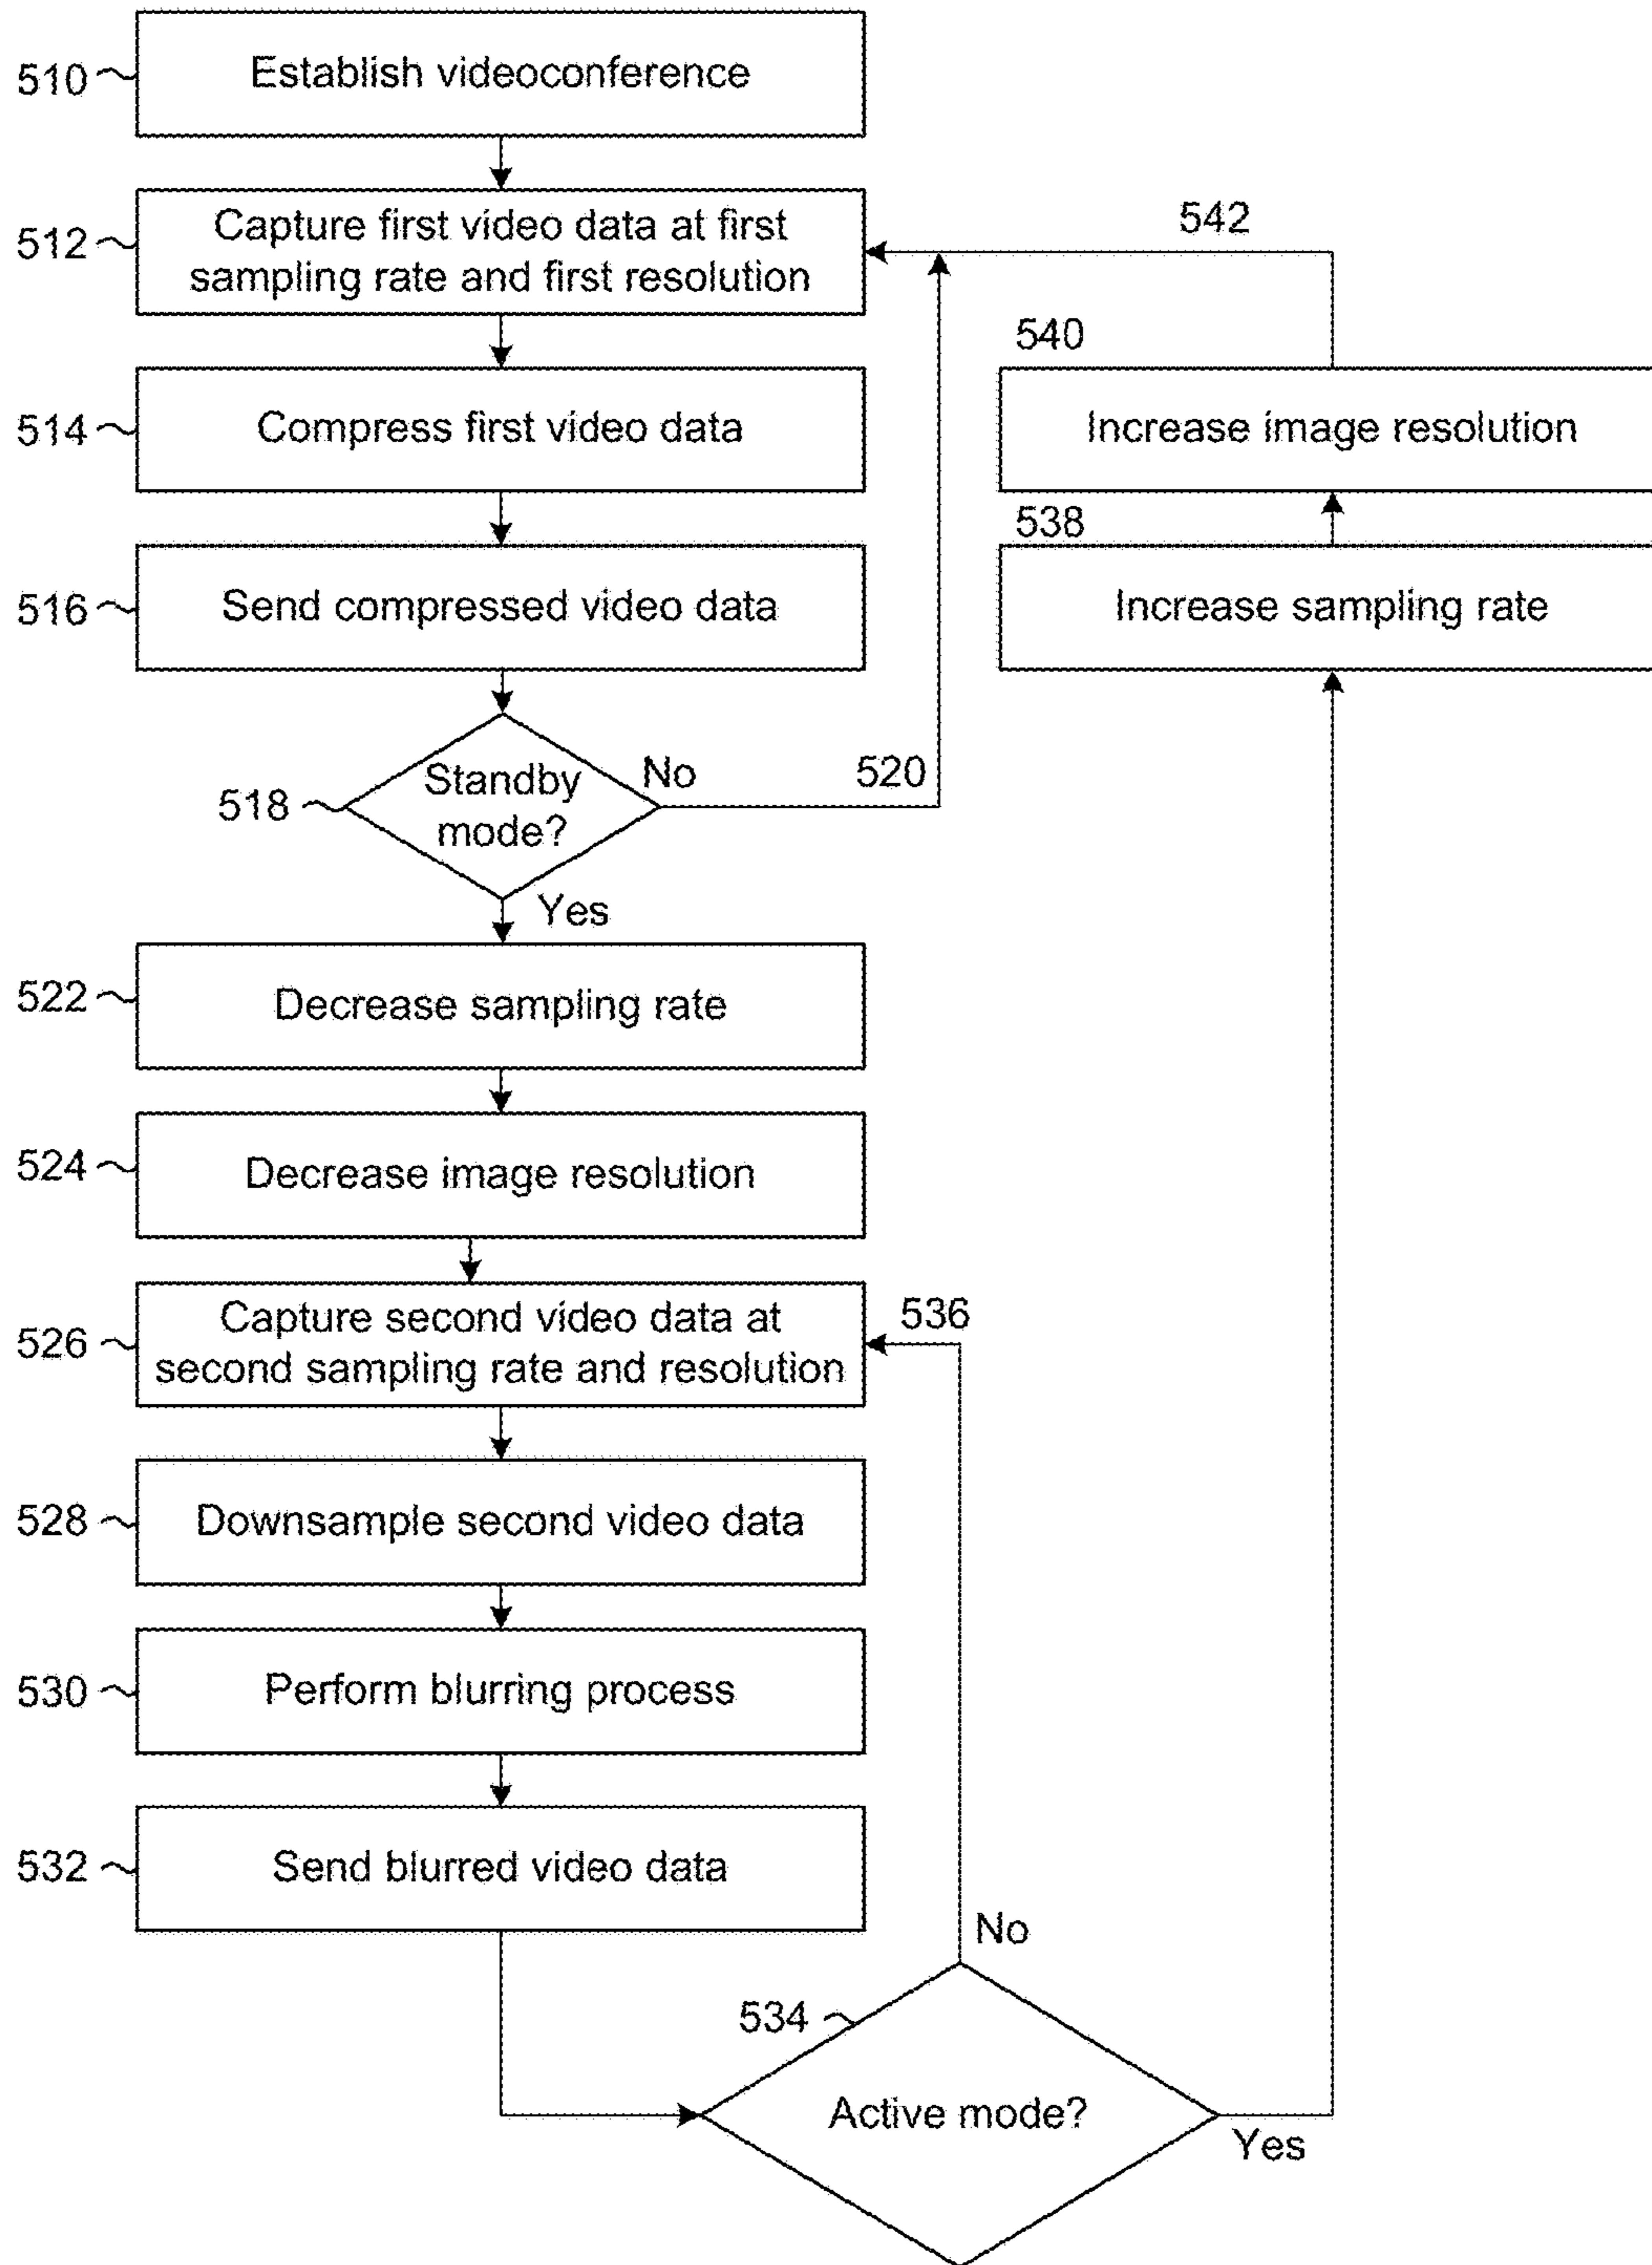 510
Establish videoconference
512
Capture first video data at first
sampling rate and first resolution
542
540
514
Compress first video data
Increase image resolution
538
516
Send compressed video data
Increase sampling rate
518
Standby
mode?
No
520
Yes
522
Decrease sampling rate
524
Decrease image resolution
526
Capture second video data at
second sampling rate and resolution
536
528
Downsample second video data
530
Perform blurring process
532
Send blurred video data
No
534
Active mode?
Yes